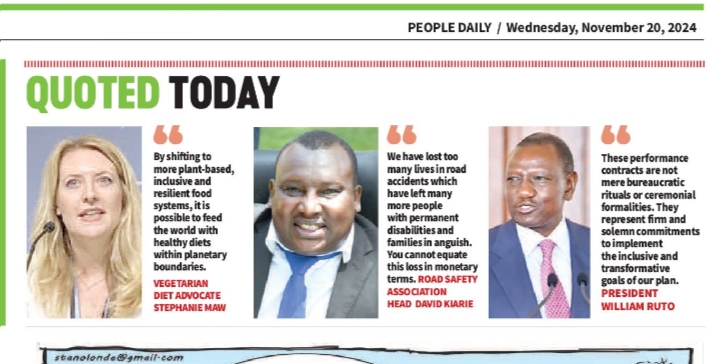 PEOPLE DAILY / Wednesday, November 20, 2024
QUOTED TODAY
By shifting to
more plant-based,
inclusive and
resilient food
systems, it is
possible to feed
the world with
healthy diets
within planetary
boundaries.
VEGETARIAN
DIET ADVOCATE
STEPHANIE MAW
We have lost too
many lives in road
accidents which
have left many
more people
with permanent
disabilities and
families in anguish.
You cannot equate
this loss in monetary
terms. ROAD SAFETY
ASSOCIATION
HEAD DAVID KIARIE
These performance
contracts are not
mere bureaucratic
rituals or ceremonial
formalities. They
represent firm and
solemn commitments
to implement
the inclusive and
transformative
goals of our plan.
PRESIDENT
WILLIAM RUTO
stanolonde@gmail.com